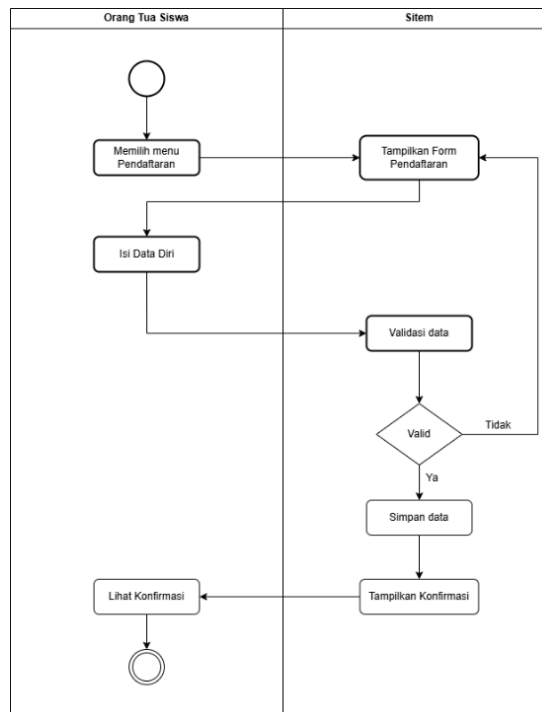 Orang Tua Siswa
Sitem
Memilih menu
Pendaftaran
Tampilkan Form
Pendaftaran
Isi Data Diri
Validasi data
Valid
Tidak
Ya
Simpan data
Lihat Konfirmasi
Tampilkan Konfirmasi